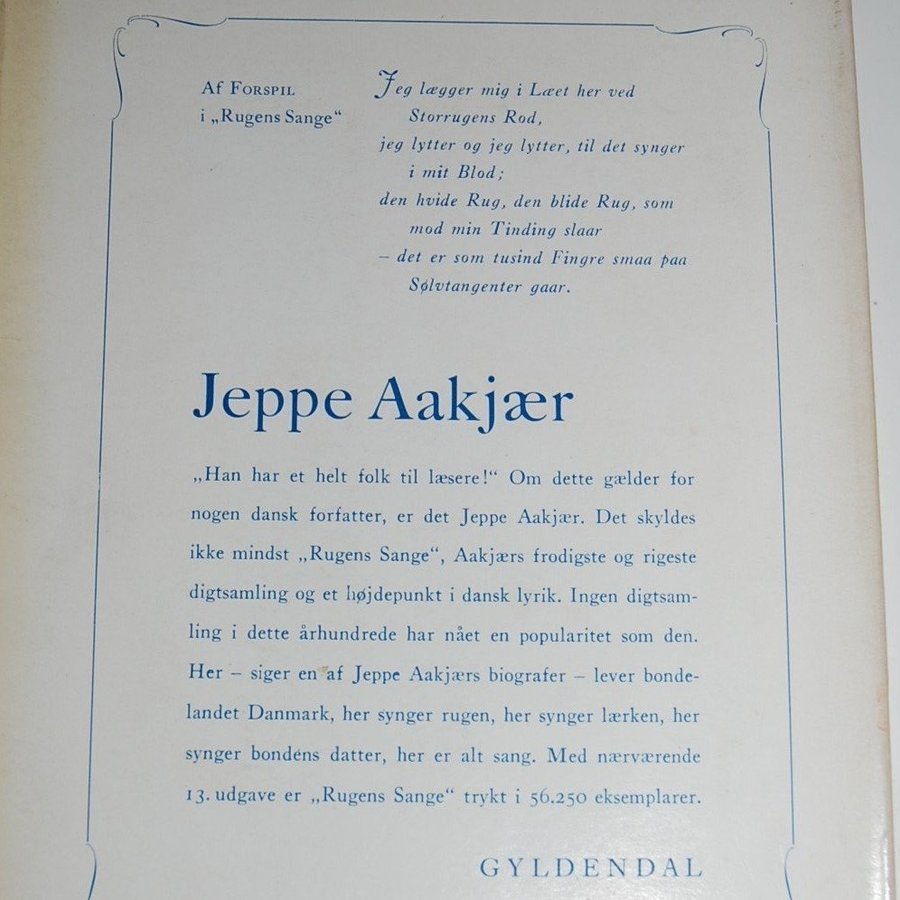 Af Forspil
i „Rugens Sange“
Jeg lægger mig i Læet her ved
Storrugens Rod,
jeg lytter og jeg lytter, til det synger
i mit Blod;
den hvide Rug, den blide Rug, som
mod min Tinding slaar
– det er som tusind Fingre smaa paa
Sølvtangenter gaar.
Jeppe Aakjær
„Han har et helt folk til læsere!“ Om dette gælder for
nogen dansk forfatter, er det Jeppe Aakjær. Det skyldes
ikke mindst „Rugens Sange“, Aakjærs frodigste og rigeste
digtsamling og et højdepunkt i dansk lyrik. Ingen digtsam-
ling i dette århundrede har nået en popularitet som den.
Her – siger en af Jeppe Aakjærs biografer – lever bonde-
landet Danmark, her synger rugen, her synger lærken, her
synger bondens datter, her er alt sang. Med nærværende
13. udgave er „Rugens Sange“ trykt i 56.250 eksemplarer.
GYLDENDAL